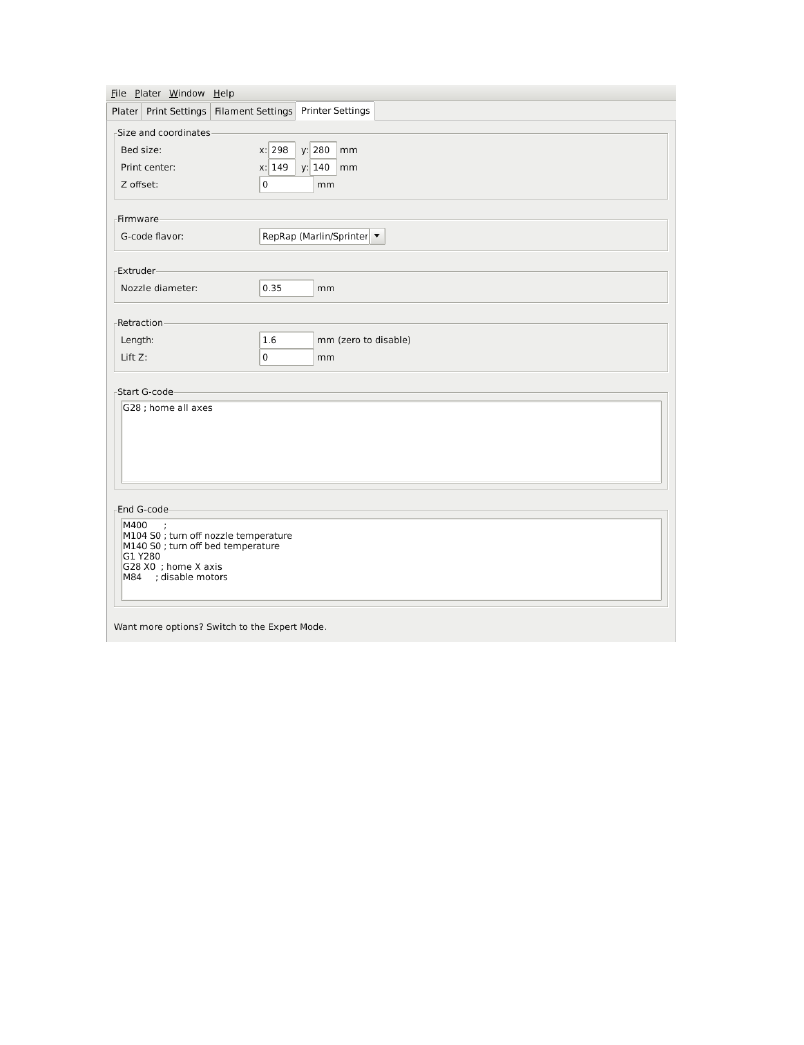 File Plater Window Help
Plater Print Settings Filament Settings Printer Settings
Size and coordinates
Bed size: x: 298 y: 280 mm
Print center: x: 149 y: 140 mm
Z offset: 0 mm
Firmware
G-code flavor: RepRap (Marlin/Sprinter
Extruder
Nozzle diameter: 0.35 mm
Retraction
Length: 1.6 mm (zero to disable)
Lift Z: 0 mm
Start G-code
G28 ; home all axes
End G-code
M400 ;
M104 S0 ; turn off nozzle temperature
M140 S0 ; turn off bed temperature
G1 Y280
G28 X0 ; home X axis
M84 ; disable motors
Want more options? Switch to the Expert Mode.